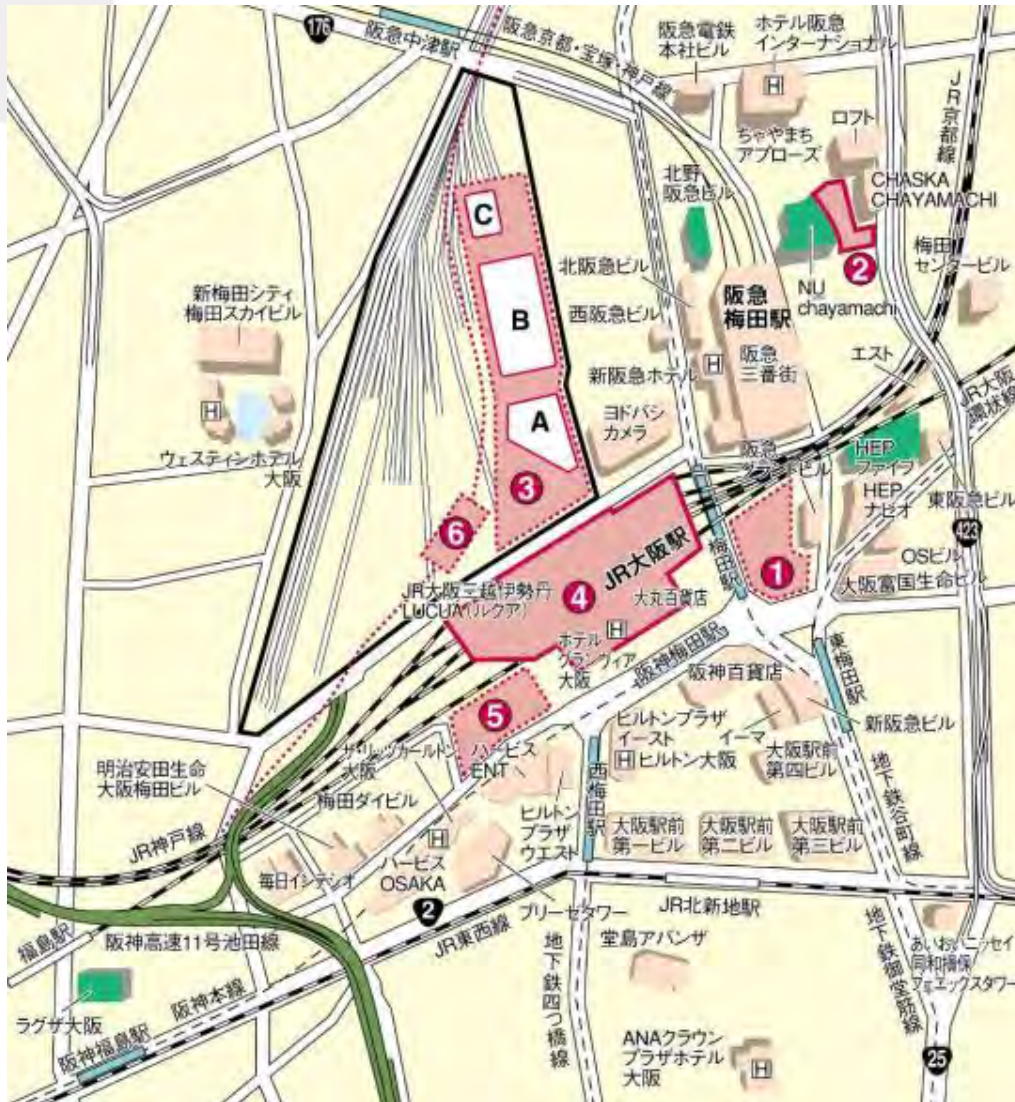 176
阪急中津駅
阪急京都・宝塚・神戸線
阪急電鉄
本社ビル
ホテル阪急
インターナショナル
H
ちゃやまち
アプローズ
ロフト
JR京都線
CHASKA
CHAYAMACHI
北野
阪急ビル
2
NU
chayamachi
梅田
センタービル
C
B
A
3
北阪急ビル
西阪急ビル
新阪急ホテル
H
阪急
梅田駅
阪急
三番街
エスト
JR大阪
環状線
新梅田シティ
梅田スカイビル
H
ウェスティンホテル
大阪
ヨドバシ
カメラ
阪急
グランドビル
HEP
ファイブ
HEP
ナビオ
東阪急ビル
423
OSビル
大阪富国生命ビル
6
JR大阪三越伊勢丹
LUCUA(ルクア)
4
JR大阪駅
大丸百貨店
梅田駅
1
ホテル
グランヴィア
大阪
H
阪神梅田駅
阪神百貨店
東梅田駅
5
ヒルトンプラザ
イースト
H ヒルトン大阪
イーマ
新阪急ビル
大阪駅前
第四ビル
ザ・リッツカールトン
大阪
ハービス
ENT
明治安田生命
大阪梅田ビル
梅田ダイビル
JR神戸線
H
ヒルトン
プラザ
ウエスト
西梅田駅
大阪駅前
第一ビル
大阪駅前
第二ビル
大阪駅前
第三ビル
地下鉄谷町線
毎日インテシオ
ハービス
OSAKA
2
ブリーゼタワー
JR北新地駅
福島駅
阪神高速11号池田線
JR東西線
堂島アバンザ
地下鉄四つ橋線
地下鉄御堂筋線
あいおいニッセイ
同和損保
フェニックスタワー
ラグザ大阪
阪神本線
阪神福島駅
ANAクラウン
プラザホテル
大阪
H
25